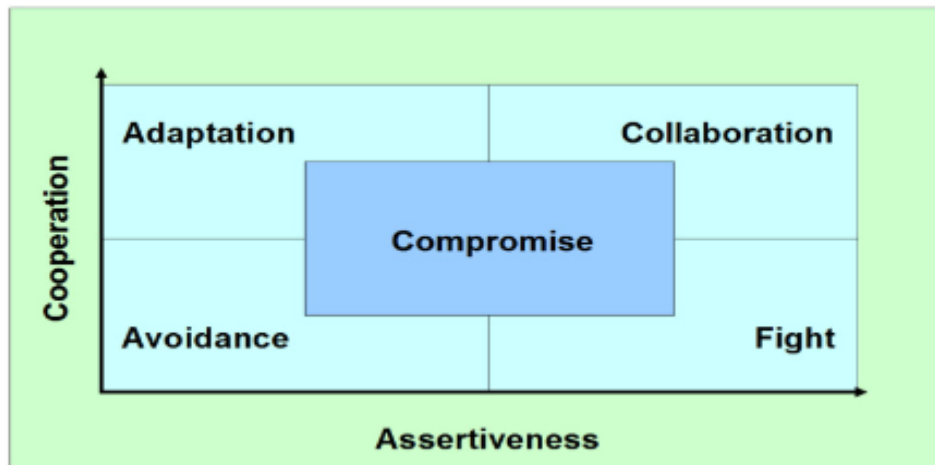 Adaptation
Collaboration
Compromise
Cooperation
Avoidance
Fight
Assertiveness